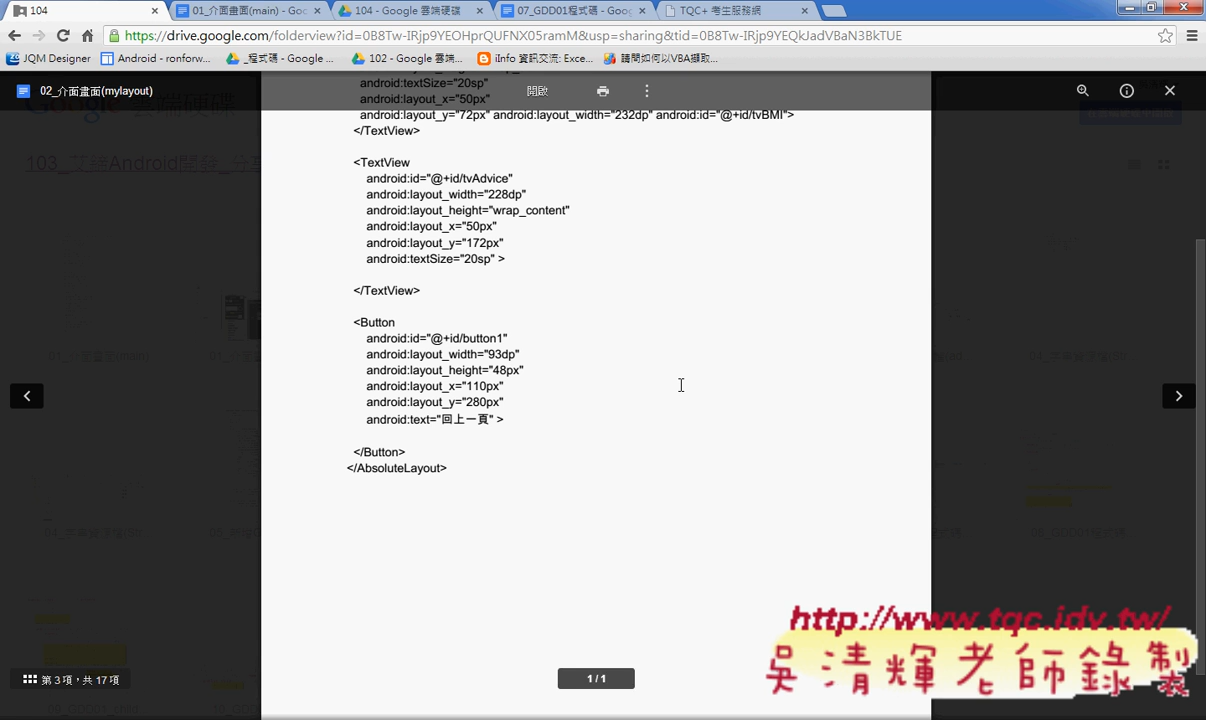 104
01_介面畫面(main) - Goo
104 - Google 雲端硬碟
07_GDD01程式碼 - Goog
TQC+ 考生服務網
https://drive.google.com/folderview?id=0B8Tw-IRjp9YEOHprQUFNX05ramM&usp=sharing&tid=0B8Tw-IRjp9YEQkJadVBaN3BkTUE
JQM Designer
Android - ronforw...
_程式碼 - Google ...
102 - Google 雲端...
iInfo 資訊交流: Exce...
請問如何以VBA擷取...
android:textSize="20sp"
02_介面畫面(mylayout)
開啟
android:layout_x="50px"
android:layout_y="72px" android:layout_width="232dp" android:id="@+id/tvBMI">
</TextView>
<TextView
android:id="@+id/tvAdvice"
android:layout_width="228dp"
android:layout_height="wrap_content"
android:layout_x="50px"
android:layout_y="172px"
android:textSize="20sp" >
</TextView>
<Button
android:id="@+id/button1"
android:layout_width="93dp"
android:layout_height="48px"
android:layout_x="110px"
android:layout_y="280px"
android:text="回上一頁" >
</Button>
</AbsoluteLayout>
http://www.tqc.idv.tw/
吳清輝老師錄製
第 3 項，共 17 項
1 / 1